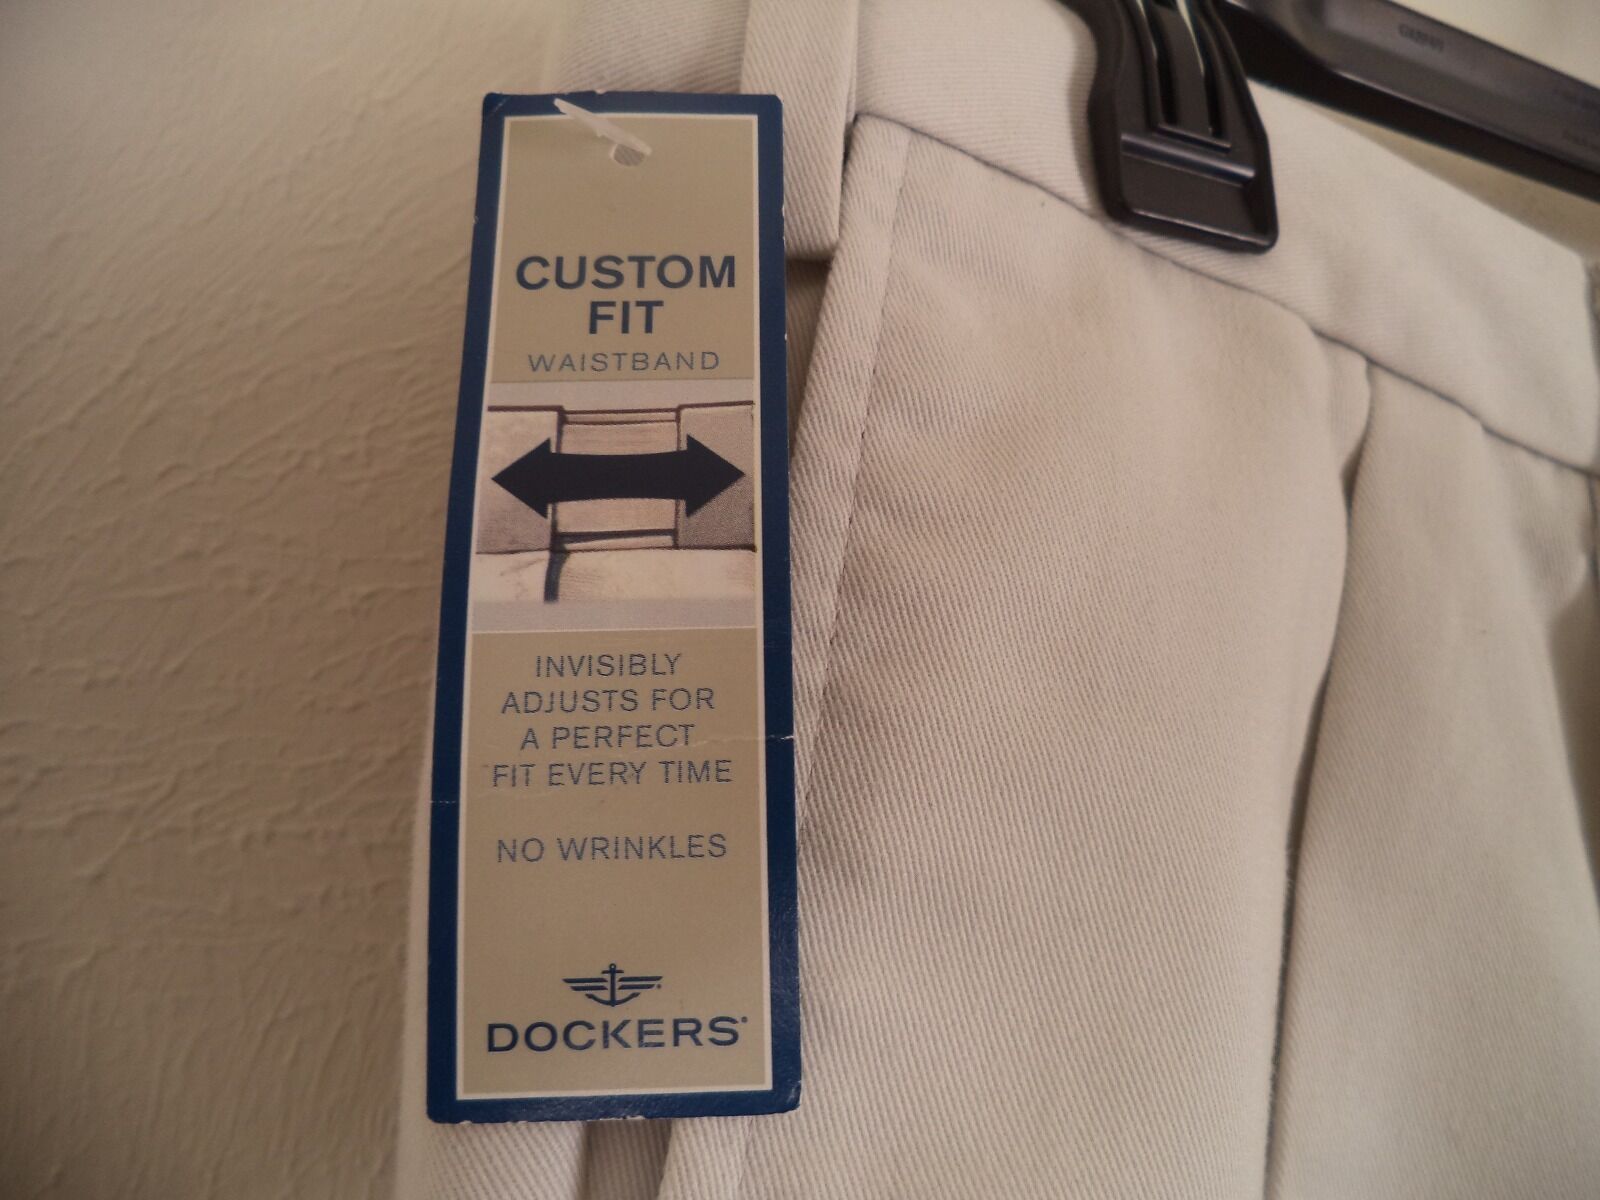 CUSTOM
FIT
WAISTBAND
INVISIBLY
ADJUSTS FOR
A PERFECT
FIT EVERY TIME
NO WRINKLES
DOCKERS®